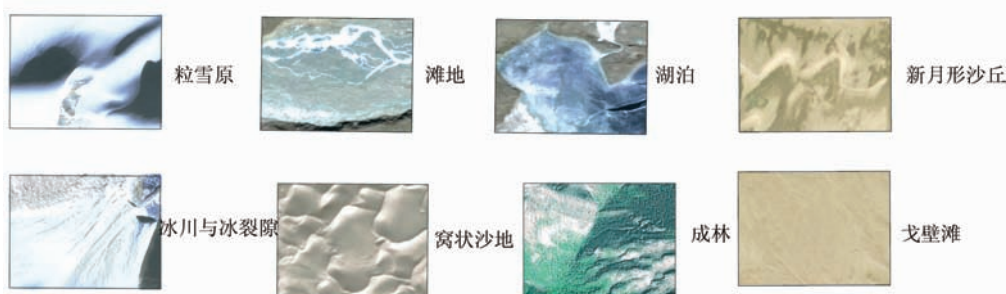 粒雪原
滩地
湖泊
新月形沙丘
冰川与冰裂隙
窝状沙地
成林
戈壁滩